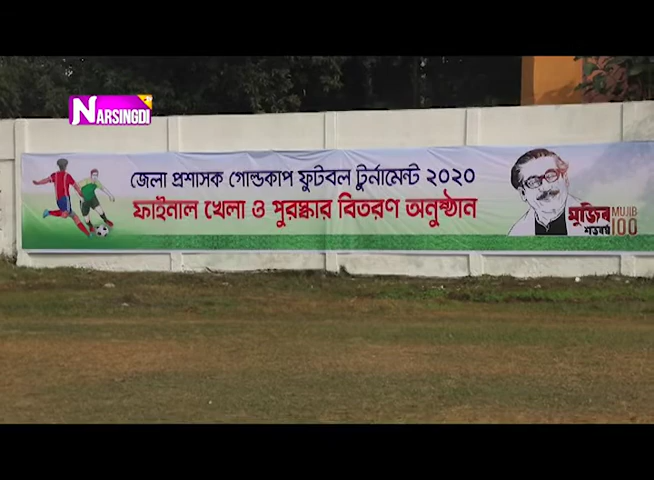 NARSINGDI
জেলা প্রশাসক গোল্ডকাপ ফুটবল টুর্নামেন্ট ২০২০
ফাইনাল খেলা ও পুরস্কার বিতরণ অনুষ্ঠান
মুজিব MUJIB
শতবর্ষ 100